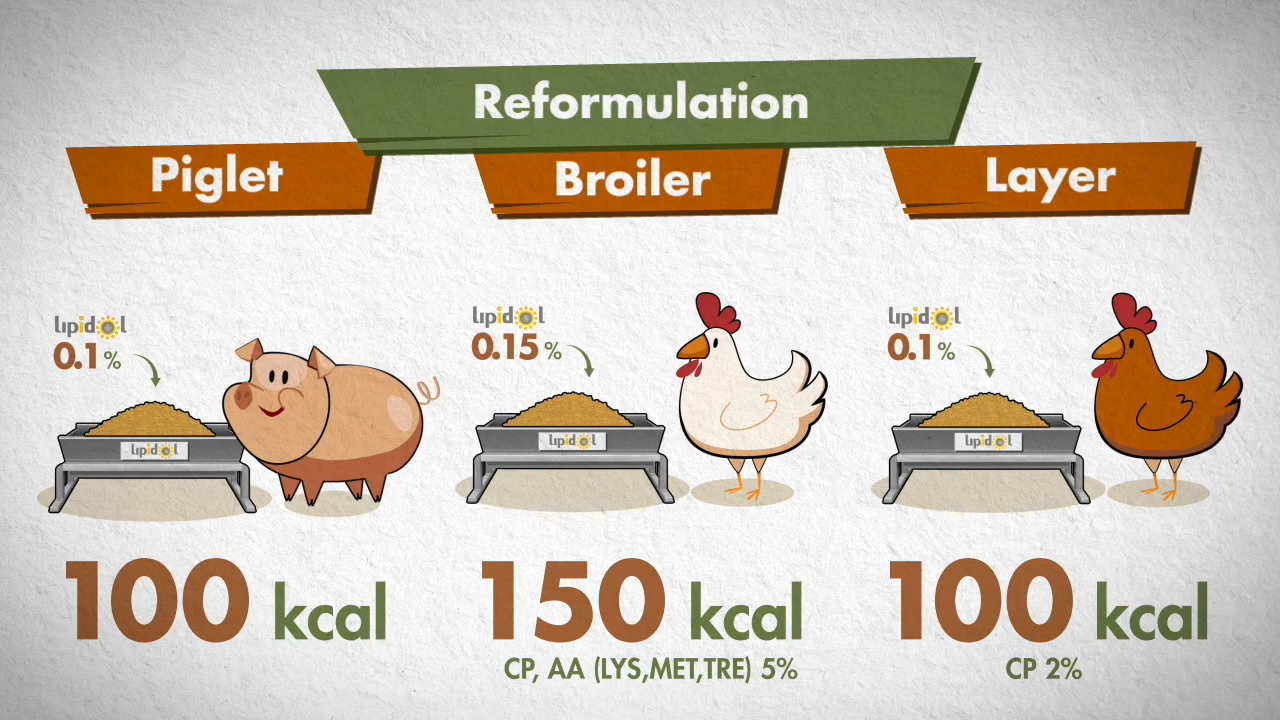 Reformulation
Piglet
Broiler
Layer
lipidol
0.1 %
lipidol
0.15 %
lipidol
0.1 %
lipidol
lipidol
lipidol
100 kcal
150 kcal
100 kcal
CP, AA (LYS,MET,TRE) 5%
CP 2%